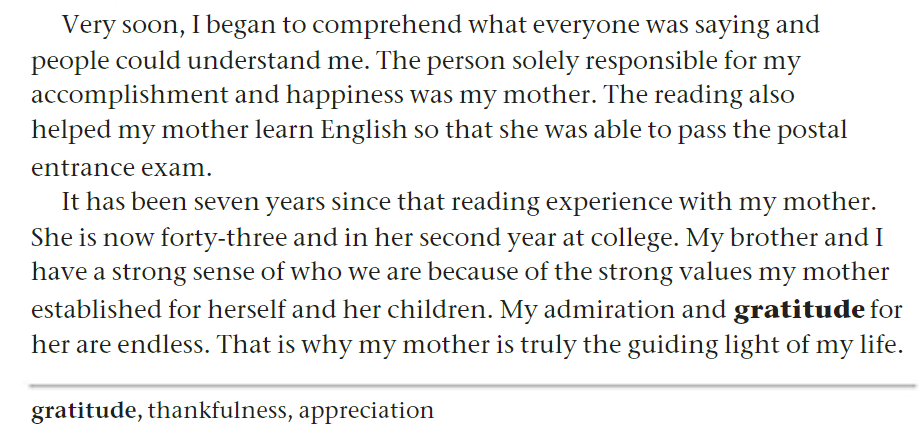 Very soon, I began to comprehend what everyone was saying and
people could understand me. The person solely responsible for my
accomplishment and happiness was my mother. The reading also
helped my mother learn English so that she was able to pass the postal
entrance exam.
It has been seven years since that reading experience with my mother.
She is now forty-three and in her second year at college. My brother and I
have a strong sense of who we are because of the strong values my mother
established for herself and her children. My admiration and gratitude for
her are endless. That is why my mother is truly the guiding light of my life.
gratitude, thankfulness, appreciation